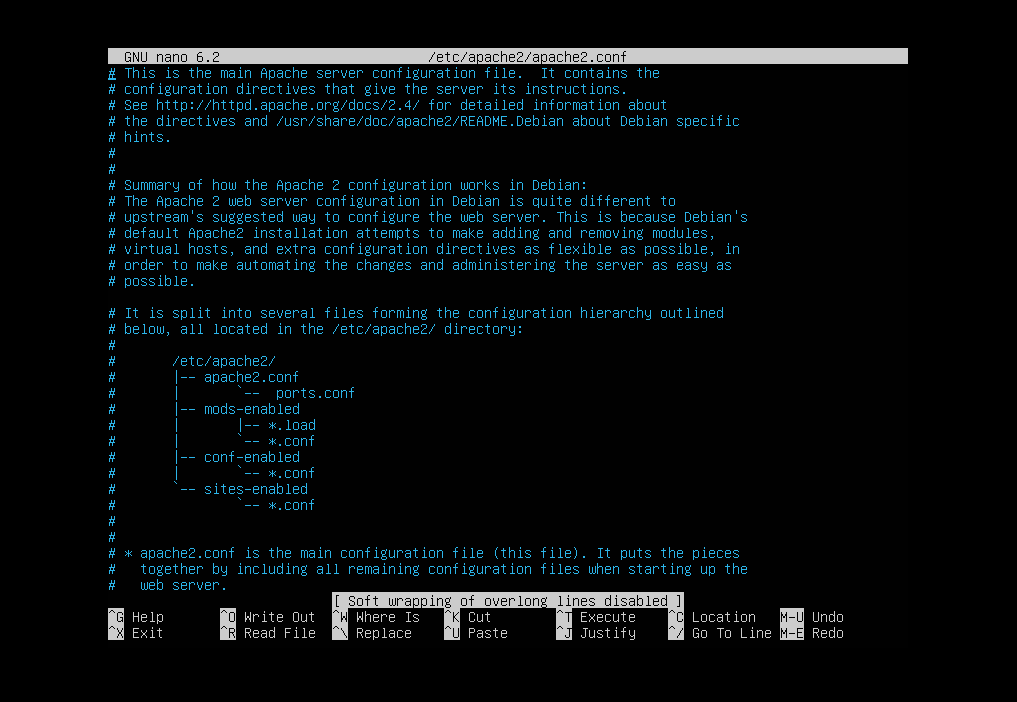 GNU nano 6.2                          /etc/apache2/apache2.conf
# This is the main Apache server configuration file.  It contains the
# configuration directives that give the server its instructions.
# See http://httpd.apache.org/docs/2.4/ for detailed information about
# the directives and /usr/share/doc/apache2/README.Debian about Debian specific
# hints.
#
#
# Summary of how the Apache 2 configuration works in Debian:
# The Apache 2 web server configuration in Debian is quite different to
# upstream's suggested way to configure the web server. This is because Debian's
# default Apache2 installation attempts to make adding and removing modules,
# virtual hosts, and extra configuration directives as flexible as possible, in
# order to make automating the changes and administering the server as easy as
# possible.

# It is split into several files forming the configuration hierarchy outlined
# below, all located in the /etc/apache2/ directory:
#
#       /etc/apache2/
#       |-- apache2.conf
#       |       `--  ports.conf
#       |-- mods-enabled
#       |       |-- *.load
#       |       `-- *.conf
#       |-- conf-enabled
#       |       `-- *.conf
#       `-- sites-enabled
#               `-- *.conf
#
#
# * apache2.conf is the main configuration file (this file). It puts the pieces
#   together by including all remaining configuration files when starting up the
#   web server.
[ Soft wrapping of overlong lines disabled ]
^G Help      ^O Write Out ^W Where Is  ^K Cut       ^T Execute   ^C Location   M-U Undo
^X Exit      ^R Read File ^\ Replace   ^U Paste     ^J Justify   ^/ Go To Line M-E Redo